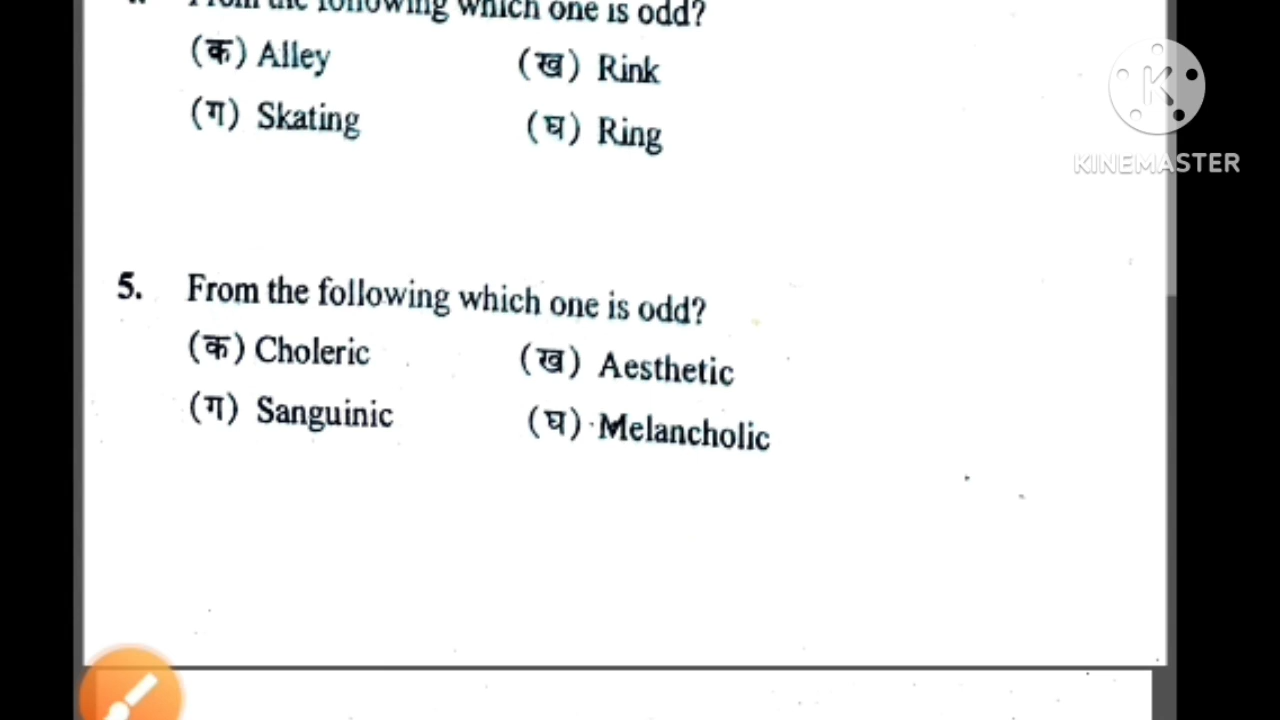 From the following which one is odd?
(क) Alley (ख) Rink
(ग) Skating (घ) Ring
KINEMASTER
5. From the following which one is odd?
(क) Choleric (ख) Aesthetic
(ग) Sanguinic (घ) Melancholic